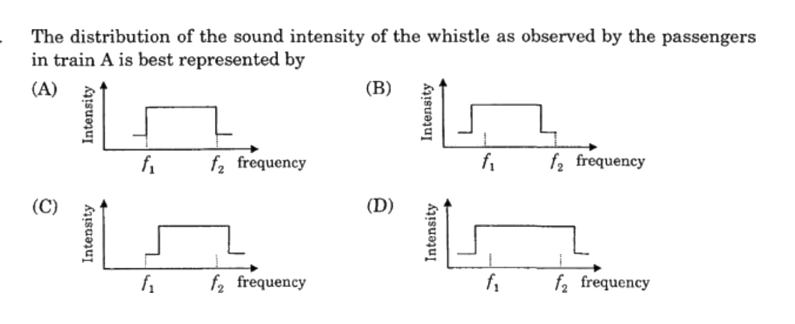 The distribution of the sound intensity of the whistle as observed by the passengers
in train A is best represented by
(A) Intensity f₁ f₂ frequency
(B) Intensity f₁ f₂ frequency
(C) Intensity f₁ f₂ frequency
(D) Intensity f₁ f₂ frequency